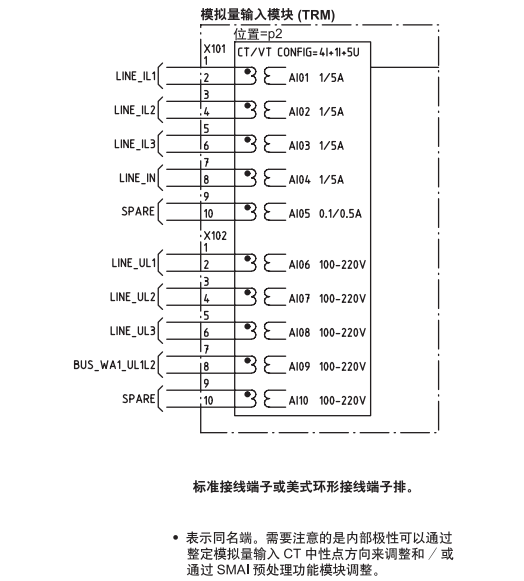 模拟量输入模块 (TRM)
位置=p2
X101
CT/VT CONFIG=4I+1I+5U
1
LINE_IL1
2
AI01 1/5A
3
LINE_IL2
4
AI02 1/5A
5
LINE_IL3
6
AI03 1/5A
7
LINE_IN
8
AI04 1/5A
9
SPARE
10
AI05 0.1/0.5A
X102
1
LINE_UL1
2
AI06 100-220V
3
LINE_UL2
4
AI07 100-220V
5
LINE_UL3
6
AI08 100-220V
7
BUS_WA1_UL1L2
8
AI09 100-220V
9
SPARE
10
AI10 100-220V
标准接线端子或美式环形接线端子排。
• 表示同名端。需要注意的是内部极性可以通过
整定模拟量输入 CT 中性点方向来调整和／或
通过 SMAI 预处理功能模块调整。